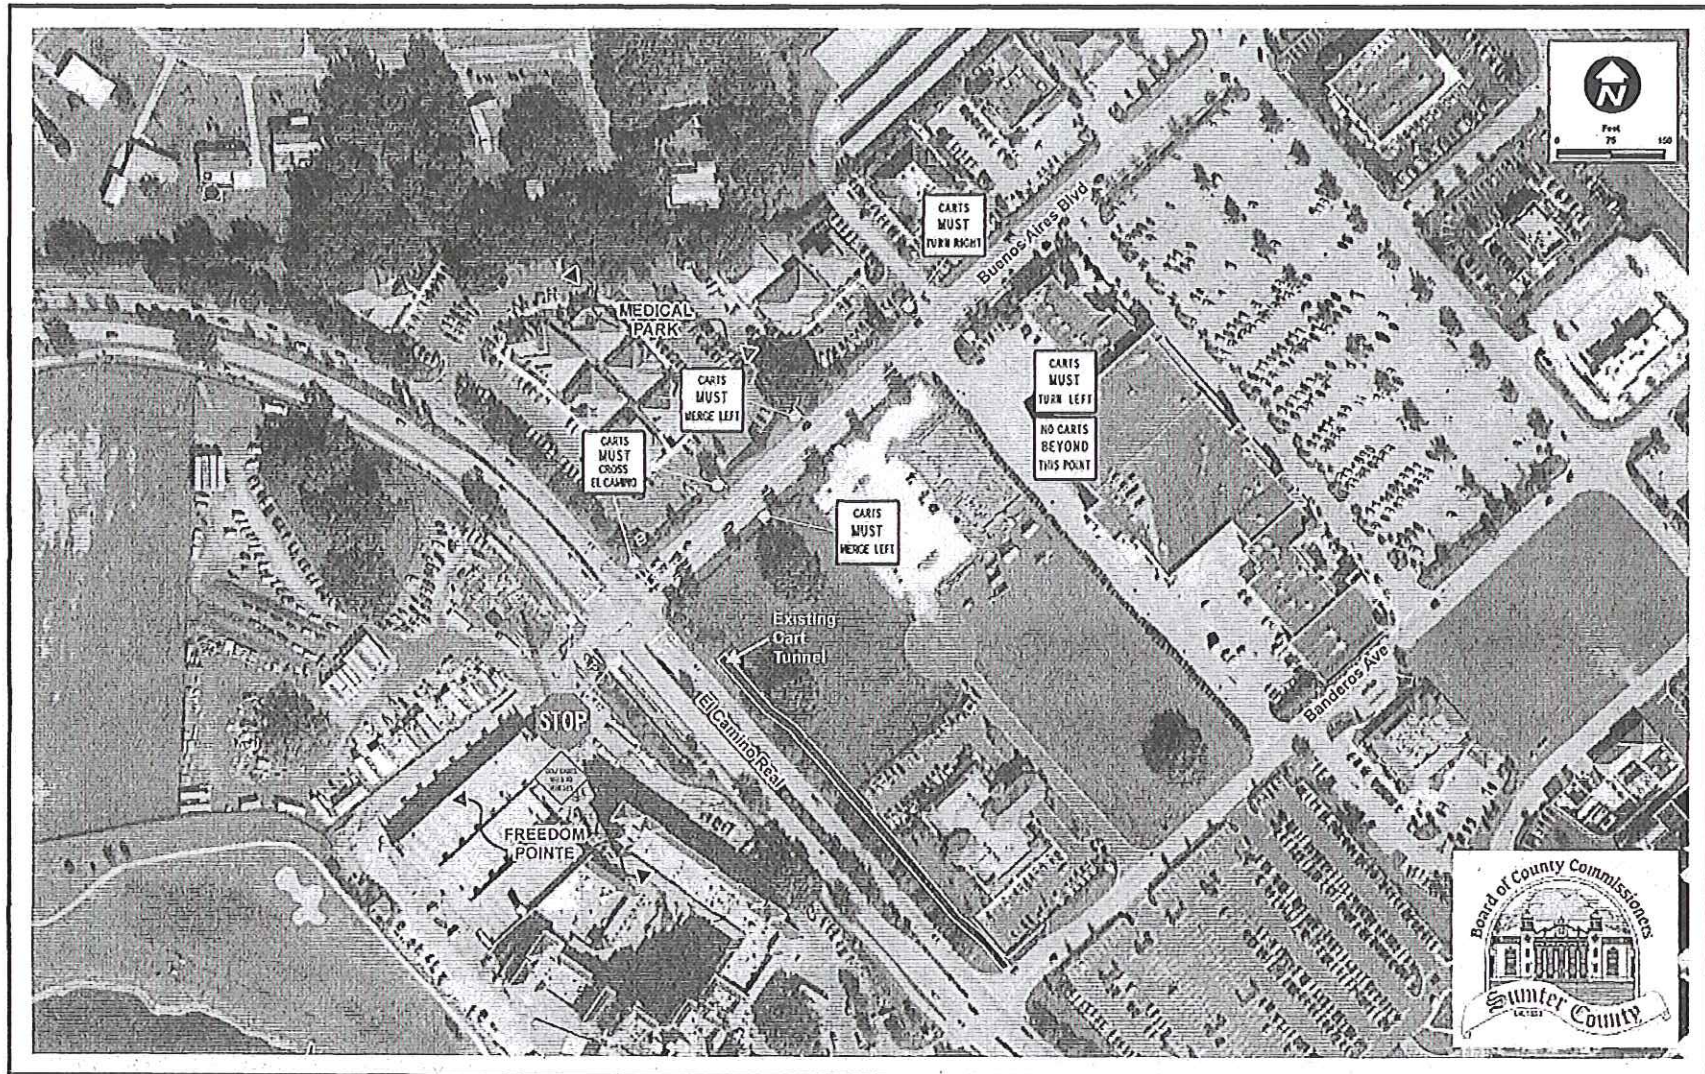 N
Feet
0 75 150
CARTS
MUST
TURN RIGHT
Buenos Aires Blvd
MEDICAL
PARK
CARTS
MUST
MERGE LEFT
CARTS
MUST
TURN LEFT
NO CARTS
BEYOND
THIS POINT
CARTS
MUST
CROSS
EL CAMINO
CARTS
MUST
MERGE LEFT
Existing
Cart
Tunnel
El Camino Real
Banderos Ave
STOP
FREEDOM
POINTE
Board of County Commissioners
Sumter County